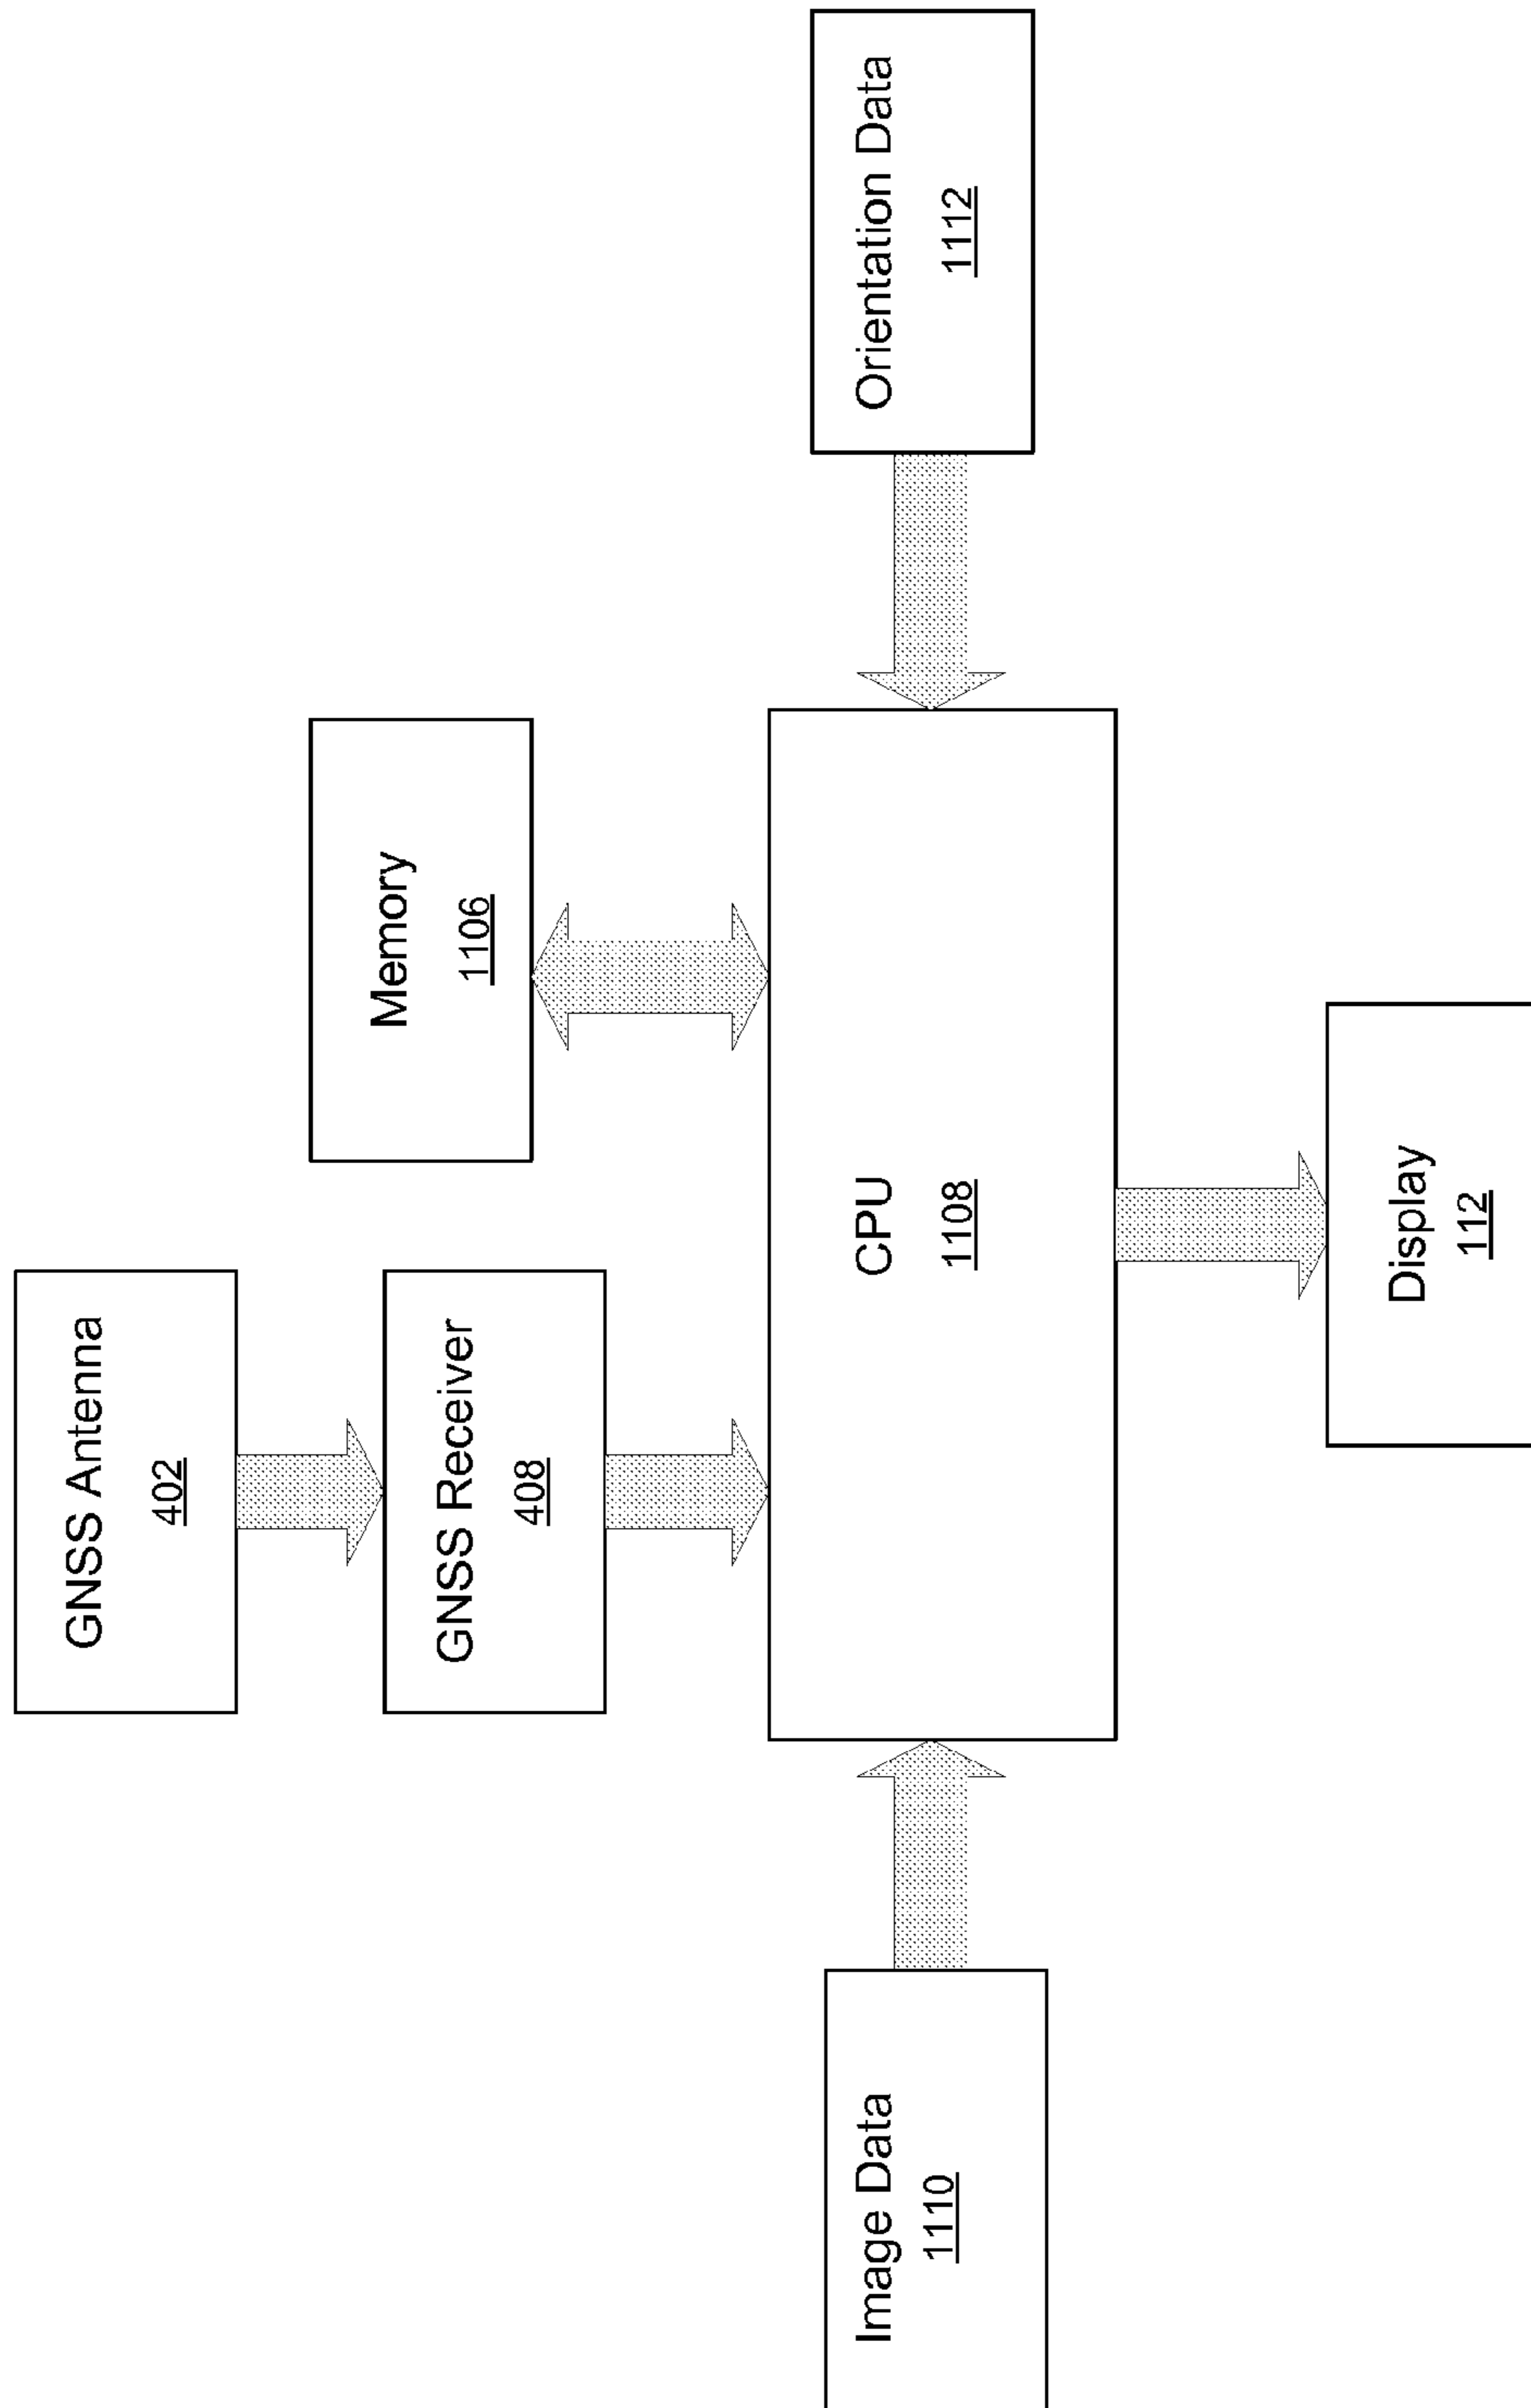 GNSS Antenna
402
GNSS Receiver
408
Memory
1106
Image Data
1110
CPU
1108
Orientation Data
1112
Display
112